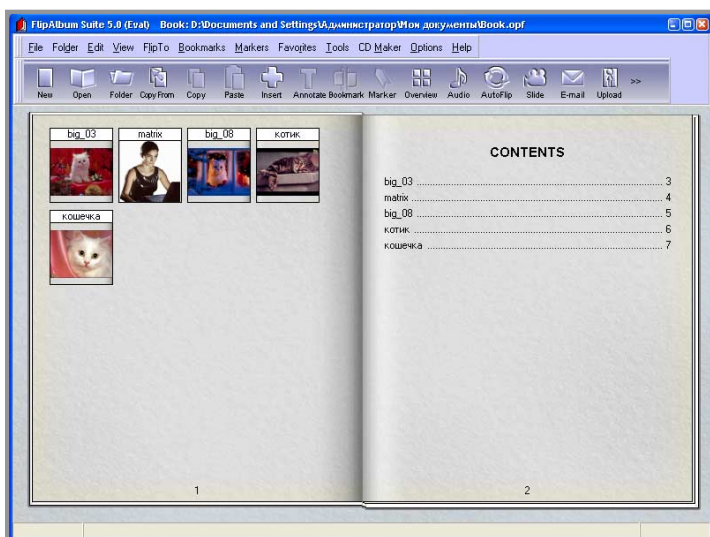 FlipAlbum Suite 5.0 (Eval) Book: D:\Documents and Settings\Администратор\Мои документы\Book.opf
File Folder Edit View FlipTo Bookmarks Markers Favorites Tools CD Maker Options Help
New Open Folder Copy From Copy Paste Insert Annotate Bookmark Marker Overview Audio AutoFlip Slide E-mail Upload >>
big_03 matrix big_08 котик
кошечка
1
CONTENTS
big_03 ........ 3
matrix ........ 4
big_08 ........ 5
котик ........ 6
кошечка ........ 7
2